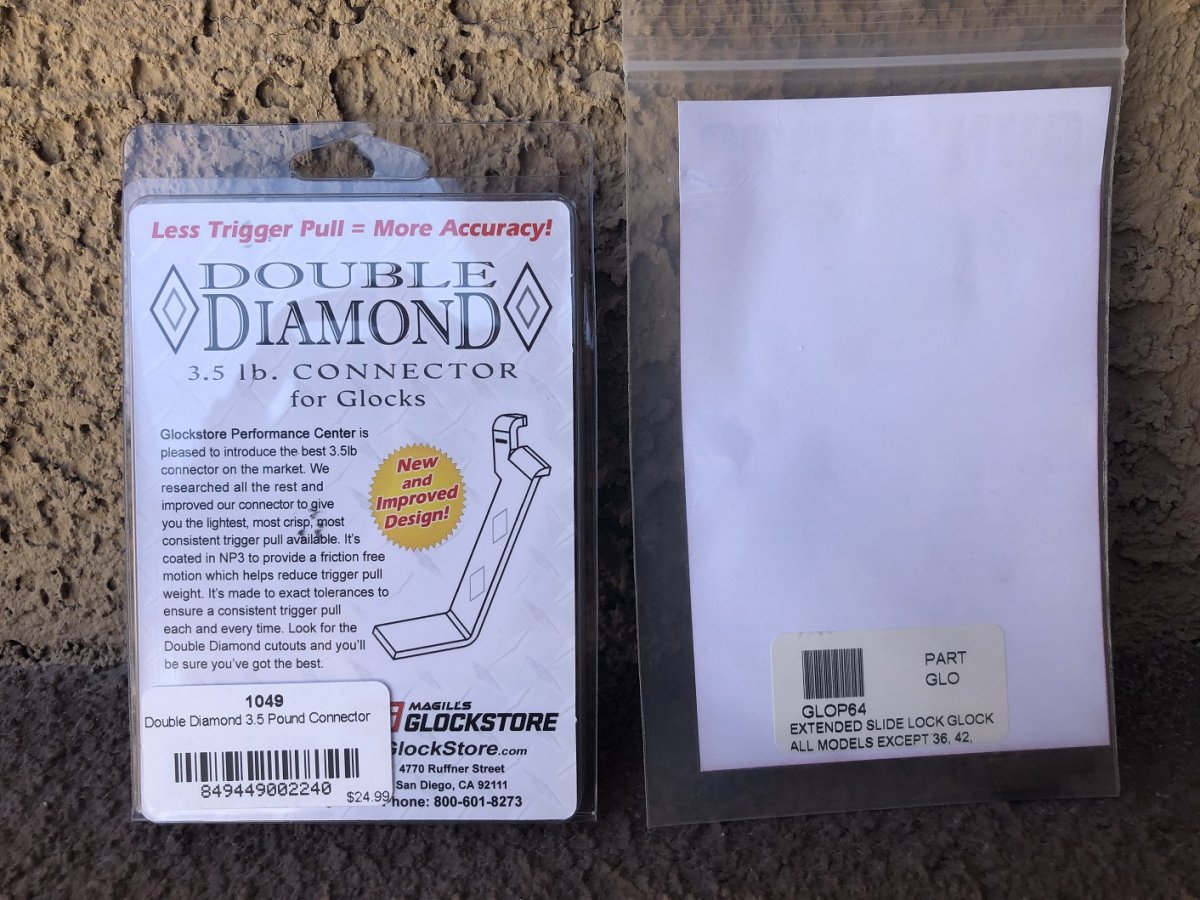 Less Trigger Pull = More Accuracy!
DOUBLE
DIAMOND
3.5 lb. CONNECTOR
for Glocks
Glockstore Performance Center is
pleased to introduce the best 3.5lb
connector on the market. We
researched all the rest and
improved our connector to give
you the lightest, most crisp, most
consistent trigger pull available. It's
coated in NP3 to provide a friction free
motion which helps reduce trigger pull
weight. It's made to exact tolerances to
ensure a consistent trigger pull
each and every time. Look for the
Double Diamond cutouts and you'll
be sure you've got the best.
New
and
Improved
Design!
1049
Double Diamond 3.5 Pound Connector
849449002240
$24.99
MAGILL'S
GLOCKSTORE
GlockStore.com
4770 Ruffner Street
San Diego, CA 92111
Phone: 800-601-8273
PART
GLO
GLOP64
EXTENDED SLIDE LOCK GLOCK
ALL MODELS EXCEPT 36, 42,